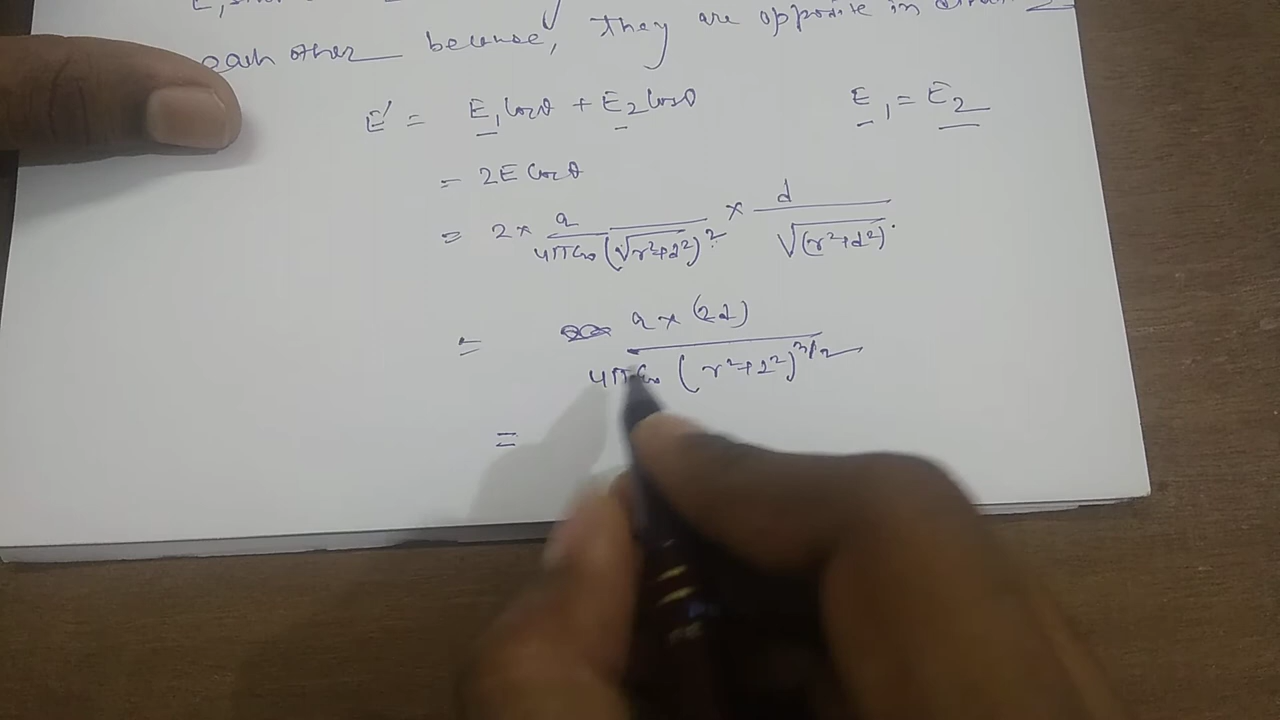 each other because, they are opposite in
E' = E₁ Cosθ + E₂ Cosθ E₁ = E₂
= 2E Cosθ
= 2 × q / 4πε₀ (√r²+d²)² × d / √(r²+d²)
= q × (2d) / 4πε₀ (r²+d²)^3/2
=